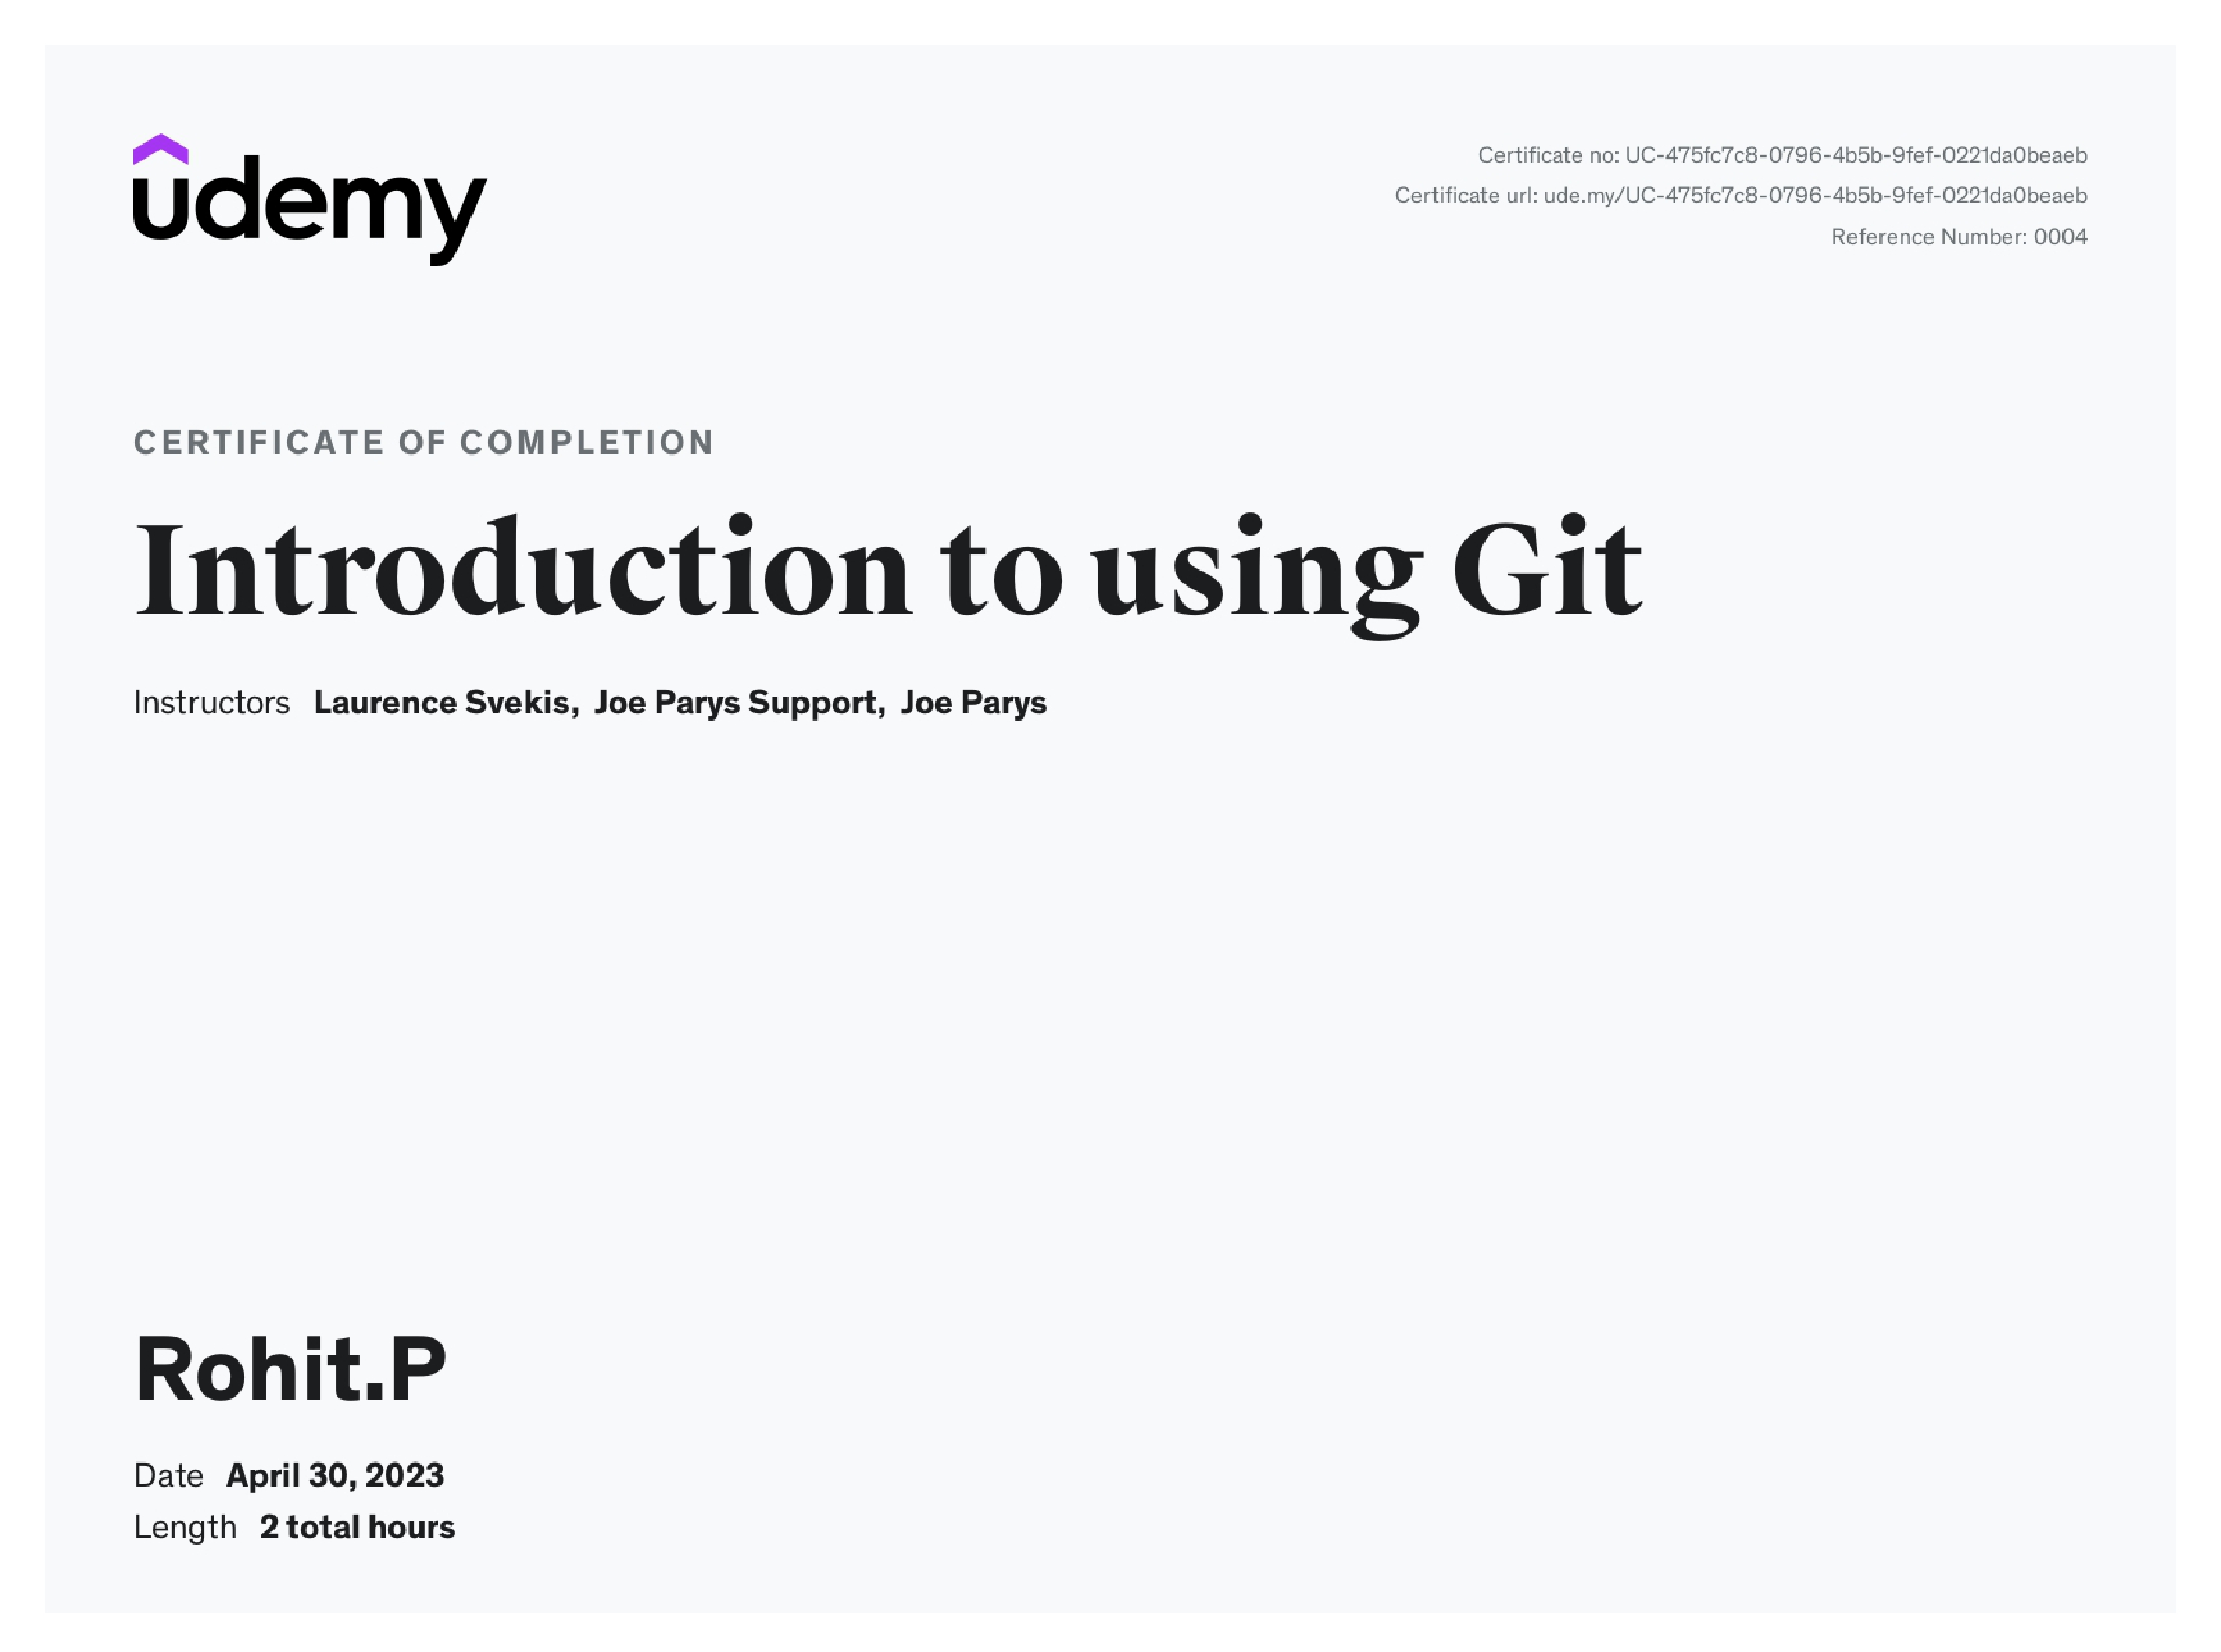 udemy
Certificate no: UC-475fc7c8-0796-4b5b-9fef-0221da0beaeb
Certificate url: ude.my/UC-475fc7c8-0796-4b5b-9fef-0221da0beaeb
Reference Number: 0004
CERTIFICATE OF COMPLETION
Introduction to using Git
Instructors Laurence Svekis, Joe Parys Support, Joe Parys
Rohit.P
Date April 30, 2023
Length 2 total hours